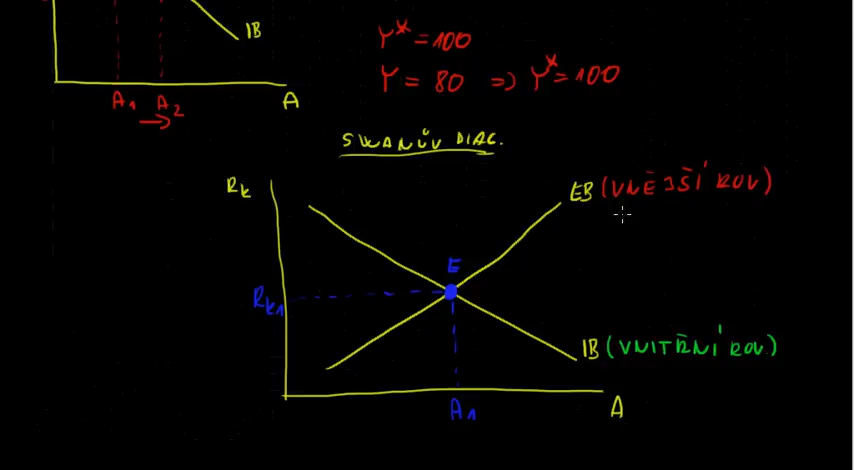 IB
Y* = 100
Y = 80 => Y* = 100
A1 A2 A
→
SWANŮV DIAG.
Rk
EB (VNĚJŠÍ ROV)
E
Rk1
IB (VNITŘNÍ ROV)
A1 A